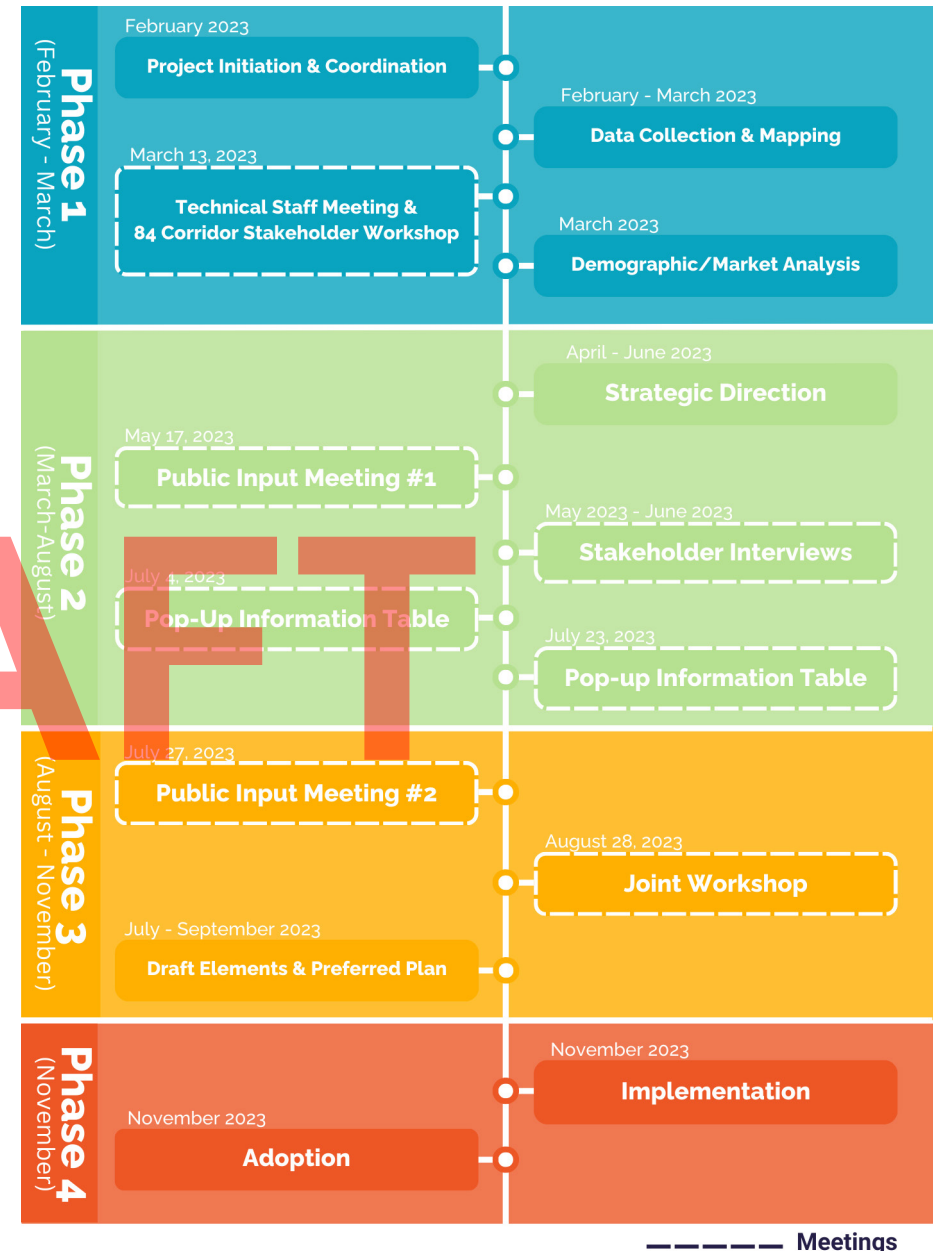 Phase 1
(February - March)
February 2023
Project Initiation & Coordination
February - March 2023
Data Collection & Mapping
March 13, 2023
Technical Staff Meeting &
84 Corridor Stakeholder Workshop
March 2023
Demographic/Market Analysis
Phase 2
(March-August)
April - June 2023
Strategic Direction
May 17, 2023
Public Input Meeting #1
May 2023 - June 2023
Stakeholder Interviews
July 4, 2023
Pop-Up Information Table
July 23, 2023
Pop-up Information Table
AFT
Phase 3
(August - November)
July 27, 2023
Public Input Meeting #2
August 28, 2023
Joint Workshop
July - September 2023
Draft Elements & Preferred Plan
Phase 4
(November)
November 2023
Implementation
November 2023
Adoption
Meetings